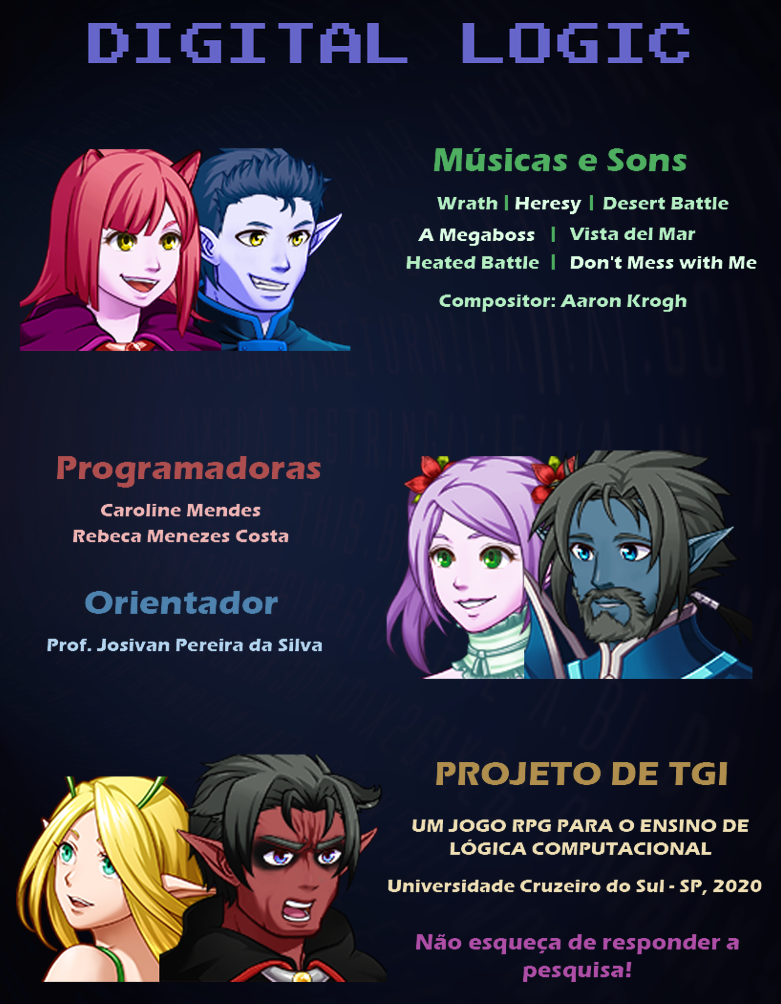 DIGITAL LOGIC
Músicas e Sons
Wrath | Heresy | Desert Battle
A Megaboss | Vista del Mar
Heated Battle | Don't Mess with Me
Compositor: Aaron Krogh
Programadoras
Caroline Mendes
Rebeca Menezes Costa
Orientador
Prof. Josivan Pereira da Silva
PROJETO DE TGI
UM JOGO RPG PARA O ENSINO DE
LÓGICA COMPUTACIONAL
Universidade Cruzeiro do Sul - SP, 2020
Não esqueça de responder a
pesquisa!